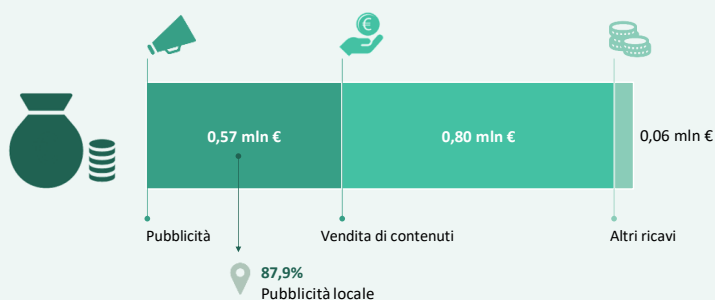 0,57 mln €
0,80 mln €
0,06 mln €
Pubblicità
Vendita di contenuti
Altri ricavi
87,9%
Pubblicità locale